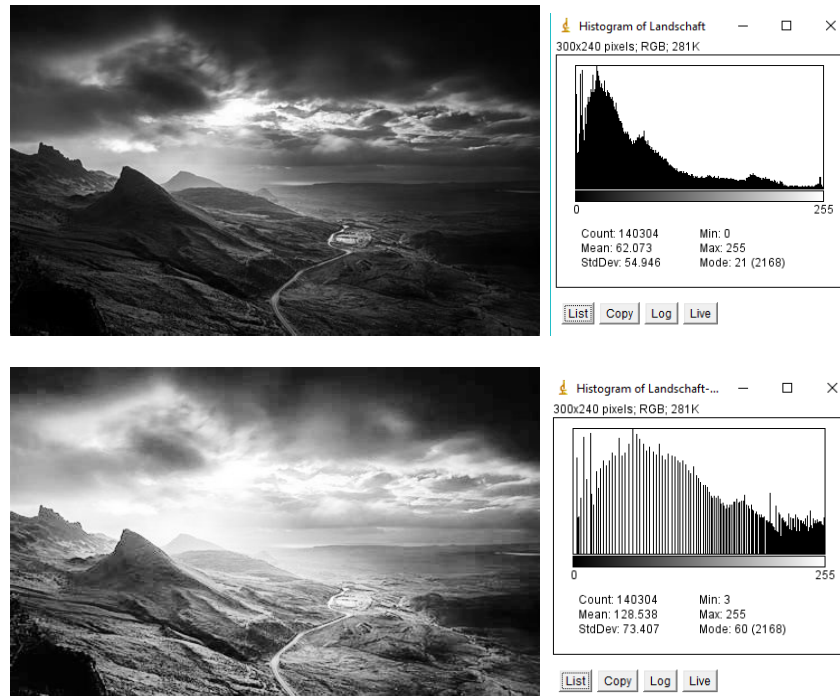 Histogram of Landschaft
300x240 pixels; RGB; 281K
0 255
Count: 140304 Min: 0
Mean: 62.073 Max: 255
StdDev: 54.946 Mode: 21 (2168)
List Copy Log Live
Histogram of Landschaft-...
300x240 pixels; RGB; 281K
0 255
Count: 140304 Min: 3
Mean: 128.538 Max: 255
StdDev: 73.407 Mode: 60 (2168)
List Copy Log Live